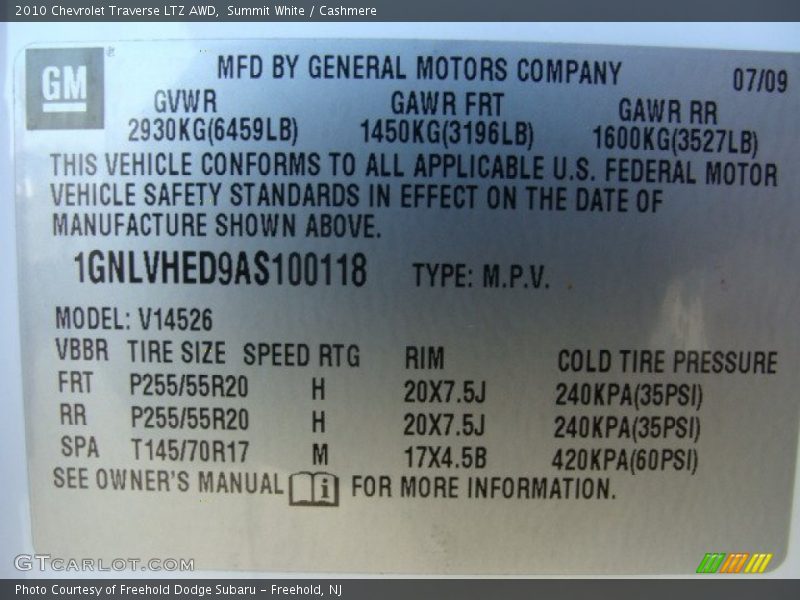 2010 Chevrolet Traverse LTZ AWD,  Summit White / Cashmere
GM
®
MFD BY GENERAL MOTORS COMPANY
07/09
GVWR GAWR FRT GAWR RR
2930KG(6459LB) 1450KG(3196LB) 1600KG(3527LB)
THIS VEHICLE CONFORMS TO ALL APPLICABLE U.S. FEDERAL MOTOR
VEHICLE SAFETY STANDARDS IN EFFECT ON THE DATE OF
MANUFACTURE SHOWN ABOVE.
1GNLVHED9AS100118 TYPE: M.P.V.
MODEL: V14526
VBBR TIRE SIZE SPEED RTG RIM COLD TIRE PRESSURE
FRT P255/55R20 H 20X7.5J 240KPA(35PSI)
RR P255/55R20 H 20X7.5J 240KPA(35PSI)
SPA T145/70R17 M 17X4.5B 420KPA(60PSI)
SEE OWNER'S MANUAL i FOR MORE INFORMATION.
GTCARLOT.COM
Photo Courtesy of Freehold Dodge Subaru - Freehold, NJ